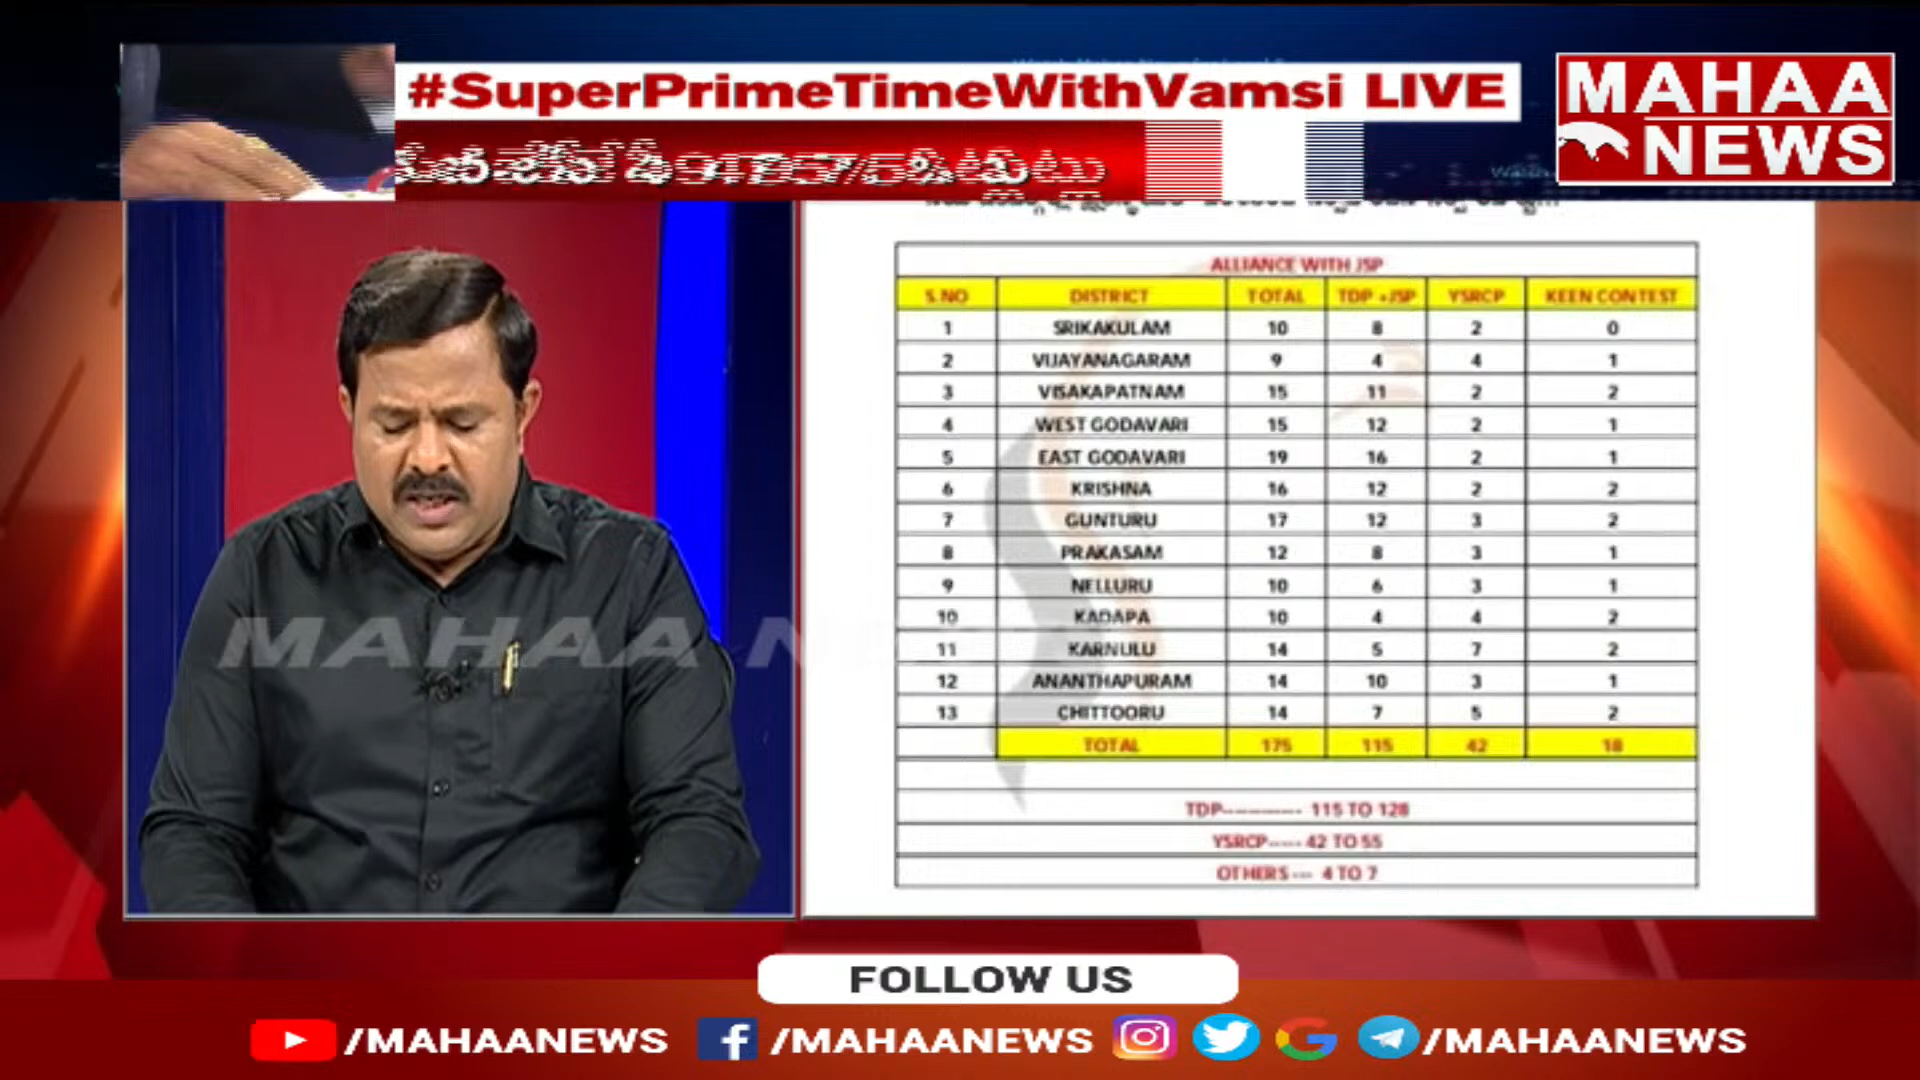 #SuperPrimeTimeWithVamsi LIVE
MAHAA
NEWS
ALLIANCE WITH JSP
S.NO DISTRICT TOTAL TDP +JSP YSRCP KEEN CONTEST
1 SRIKAKULAM 10 8 2 0
2 VIJAYANAGARAM 9 4 4 1
3 VISAKAPATNAM 15 11 2 2
4 WEST GODAVARI 15 12 2 1
5 EAST GODAVARI 19 16 2 1
6 KRISHNA 16 12 2 2
7 GUNTURU 17 12 3 2
8 PRAKASAM 12 8 3 1
9 NELLURU 10 6 3 1
10 KADAPA 10 4 4 2
11 KARNULU 14 5 7 2
12 ANANTHAPURAM 14 10 3 1
13 CHITTOORU 14 7 5 2
TOTAL 175 115 42 18
TDP------------ 115 TO 128
YSRCP----- 42 TO 55
OTHERS--- 4 TO 7
MAHAA N
FOLLOW US
/MAHAANEWS /MAHAANEWS /MAHAANEWS